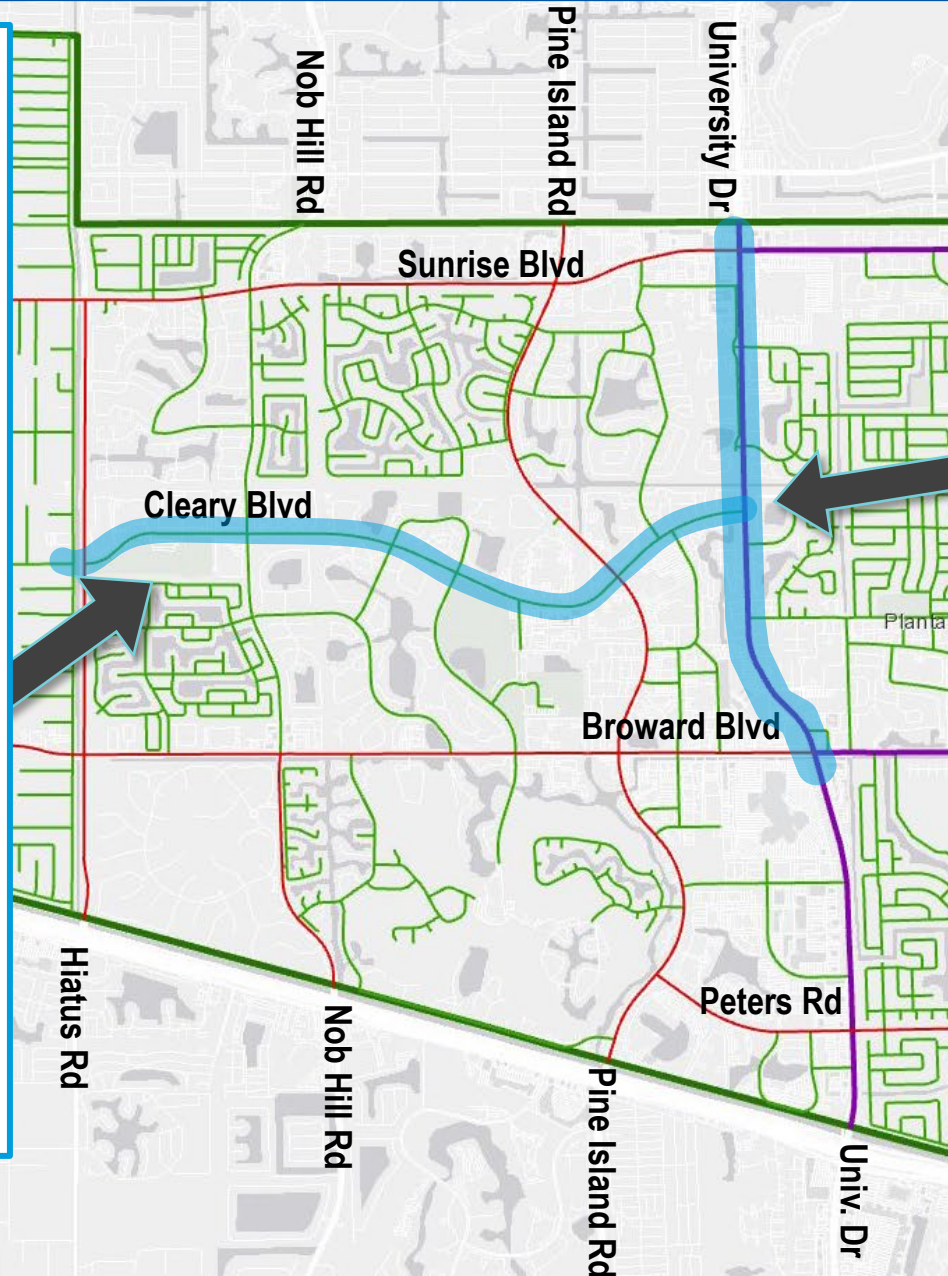 Nob Hill Rd
Pine Island Rd
University Dr
Sunrise Blvd
Cleary Blvd
Planta
Broward Blvd
Peters Rd
Hiatus Rd
Nob Hill Rd
Pine Island Rd
Univ. Dr